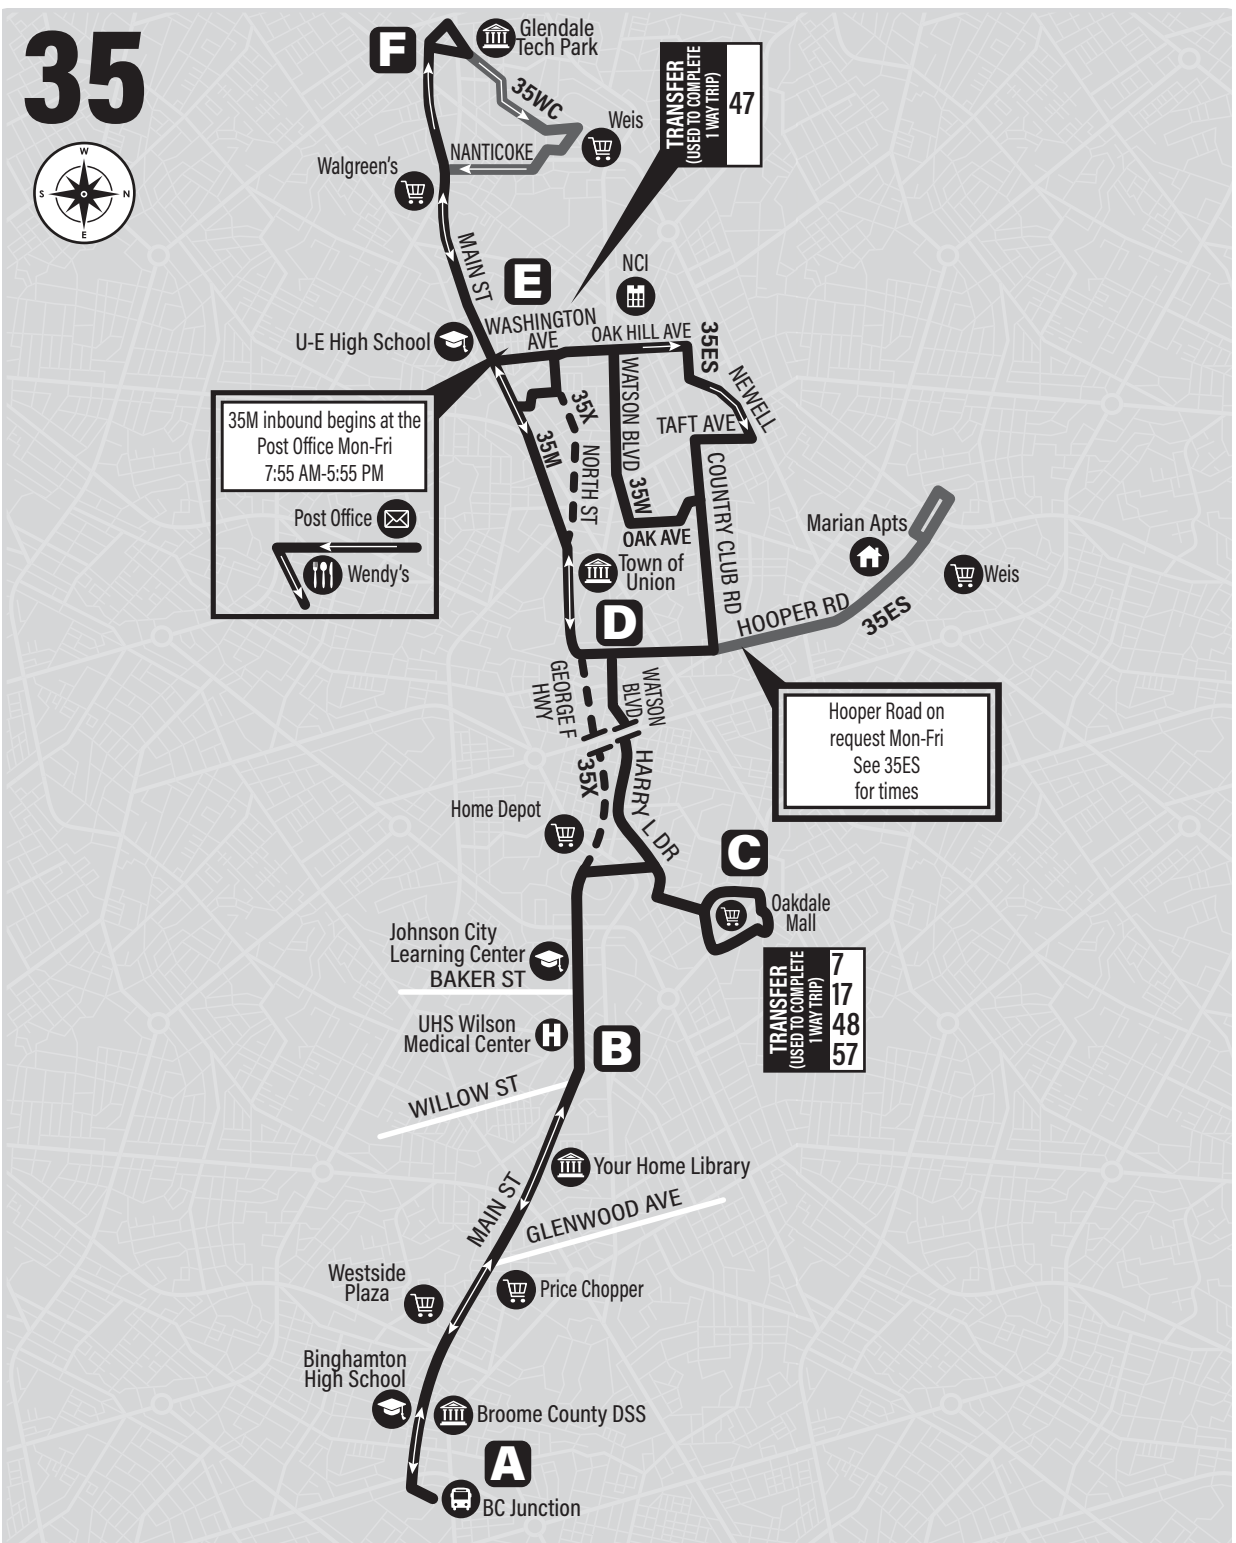 35
W
S
N
E
F
Glendale
Tech Park
35WC
Weis
NANTICOKE
Walgreen's
TRANSFER
(USED TO COMPLETE
1 WAY TRIP)
47
MAIN ST
E
NCI
WASHINGTON
AVE
OAK HILL AVE
35ES
U-E High School
NEWELL
TAFT AVE
WATSON BLVD
35X
35M
NORTH ST
35W
OAK AVE
COUNTRY CLUB RD
35M inbound begins at the
Post Office Mon-Fri
7:55 AM-5:55 PM
Post Office
Wendy's
Marian Apts
Weis
Town of
Union
D
HOOPER RD
35ES
GEORGE F
HWY
WATSON
BLVD
Hooper Road on
request Mon-Fri
See 35ES
for times
35X
HARRY L DR
Home Depot
C
Oakdale
Mall
TRANSFER
(USED TO COMPLETE
1 WAY TRIP)
7
17
48
57
Johnson City
Learning Center
BAKER ST
UHS Wilson
Medical Center
H
B
WILLOW ST
Your Home Library
MAIN ST
GLENWOOD AVE
Westside
Plaza
Price Chopper
Binghamton
High School
Broome County DSS
A
BC Junction